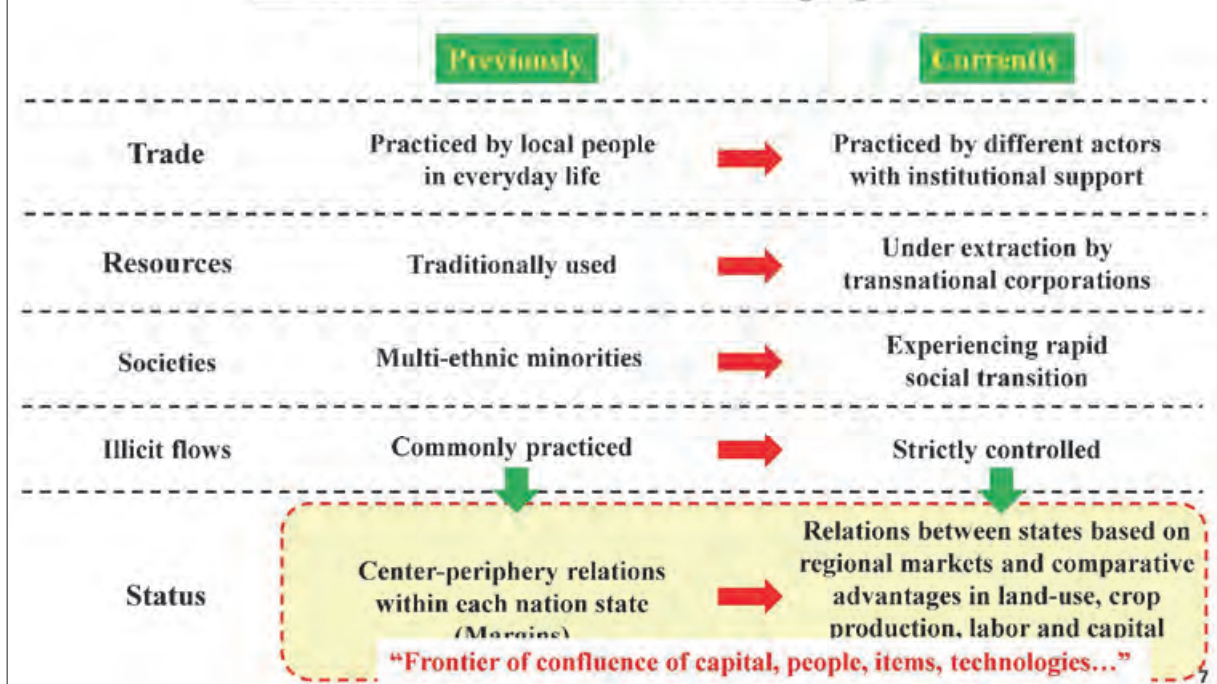 Previously
Currently
Trade
Practiced by local people
in everyday life
Practiced by different actors
with institutional support
Resources
Traditionally used
Under extraction by
transnational corporations
Societies
Multi-ethnic minorities
Experiencing rapid
social transition
Illicit flows
Commonly practiced
Strictly controlled
Status
Center-periphery relations
within each nation state
(Margins)
Relations between states based on
regional markets and comparative
advantages in land-use, crop
production, labor and capital
“Frontier of confluence of capital, people, items, technologies…”
7